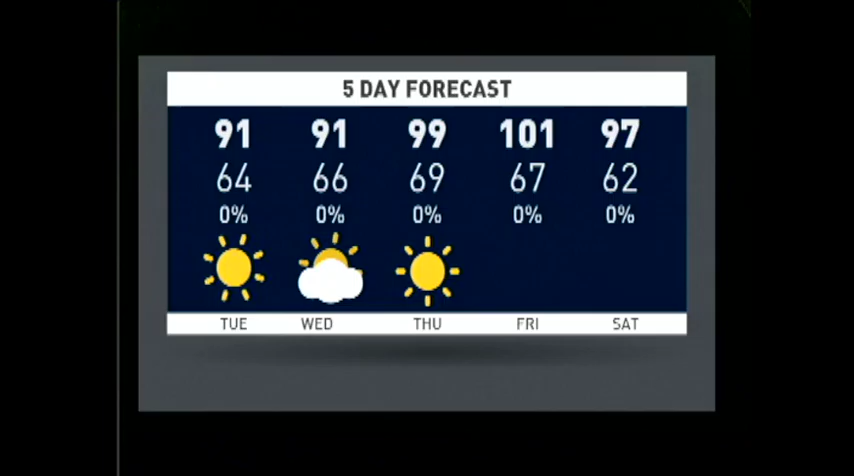 5 DAY FORECAST
91 91 99 101 97
64 66 69 67 62
0% 0% 0% 0% 0%
TUE WED THU FRI SAT